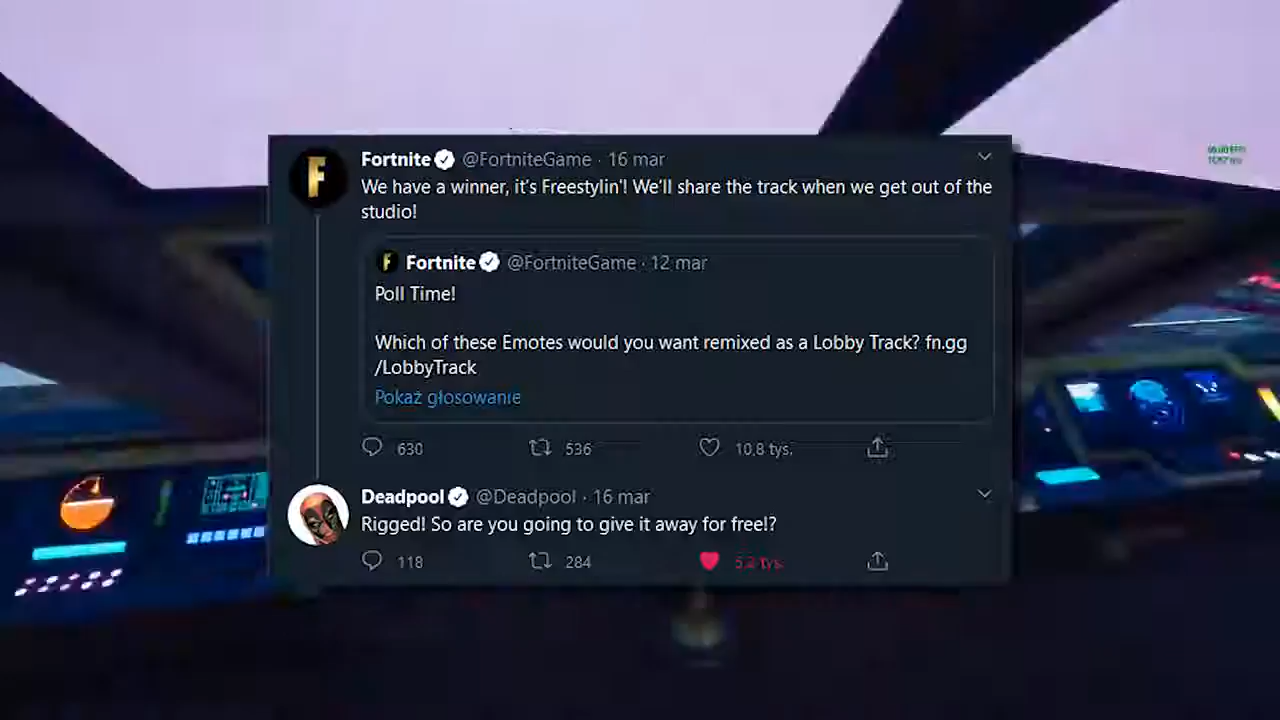 Fortnite @FortniteGame · 16 mar
We have a winner, it's Freestylin'! We'll share the track when we get out of the
studio!
Fortnite @FortniteGame · 12 mar
Poll Time!
Which of these Emotes would you want remixed as a Lobby Track? fn.gg
/LobbyTrack
Pokaż głosowanie
630 536 10,8 tys.
Deadpool @Deadpool · 16 mar
Rigged! So are you going to give it away for free!?
118 284 5,2 tys.